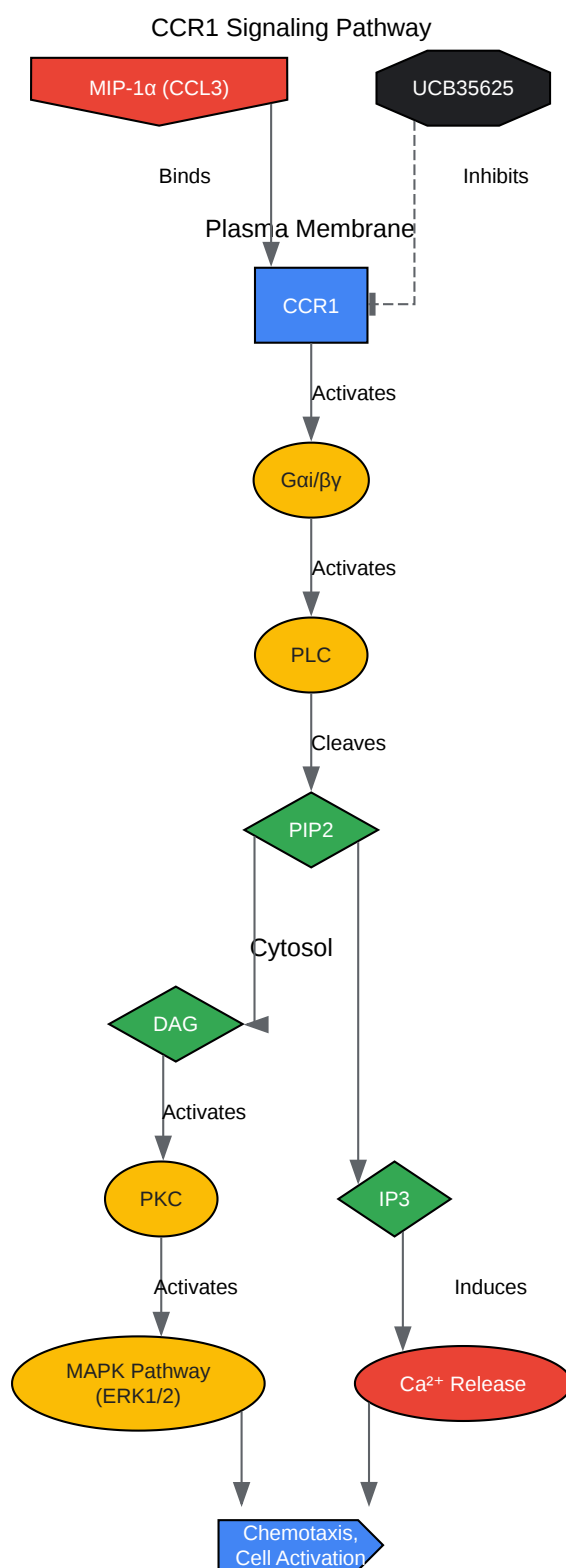 CCR1 Signaling Pathway
MIP-1α (CCL3)
UCB35625
Binds
Inhibits
Plasma Membrane
CCR1
Activates
Gαi/βγ
Activates
PLC
Cleaves
PIP2
Cytosol
DAG
Activates
PKC
IP3
Activates
Induces
MAPK Pathway
(ERK1/2)
Ca²⁺ Release
Chemotaxis,
Cell Activation